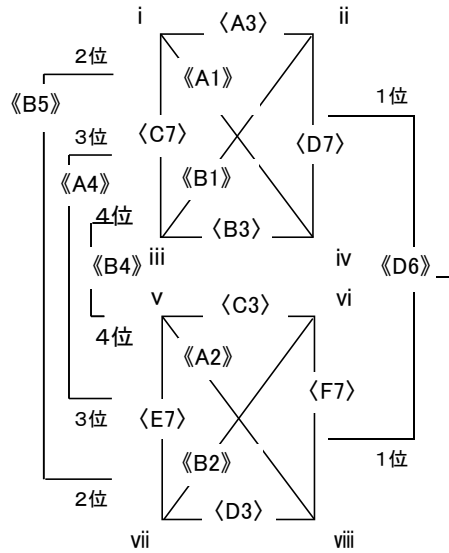 i 〈A3〉 ii
2位 《A1》 1位
《B5》
3位 〈C7〉 〈D7〉
《A4》 《B1》
4位 〈B3〉
《B4》 iii iv 《D6》
v 〈C3〉 vi
4位 《A2》
3位 〈E7〉 〈F7〉
《B2》 1位
2位 〈D3〉
vii viii